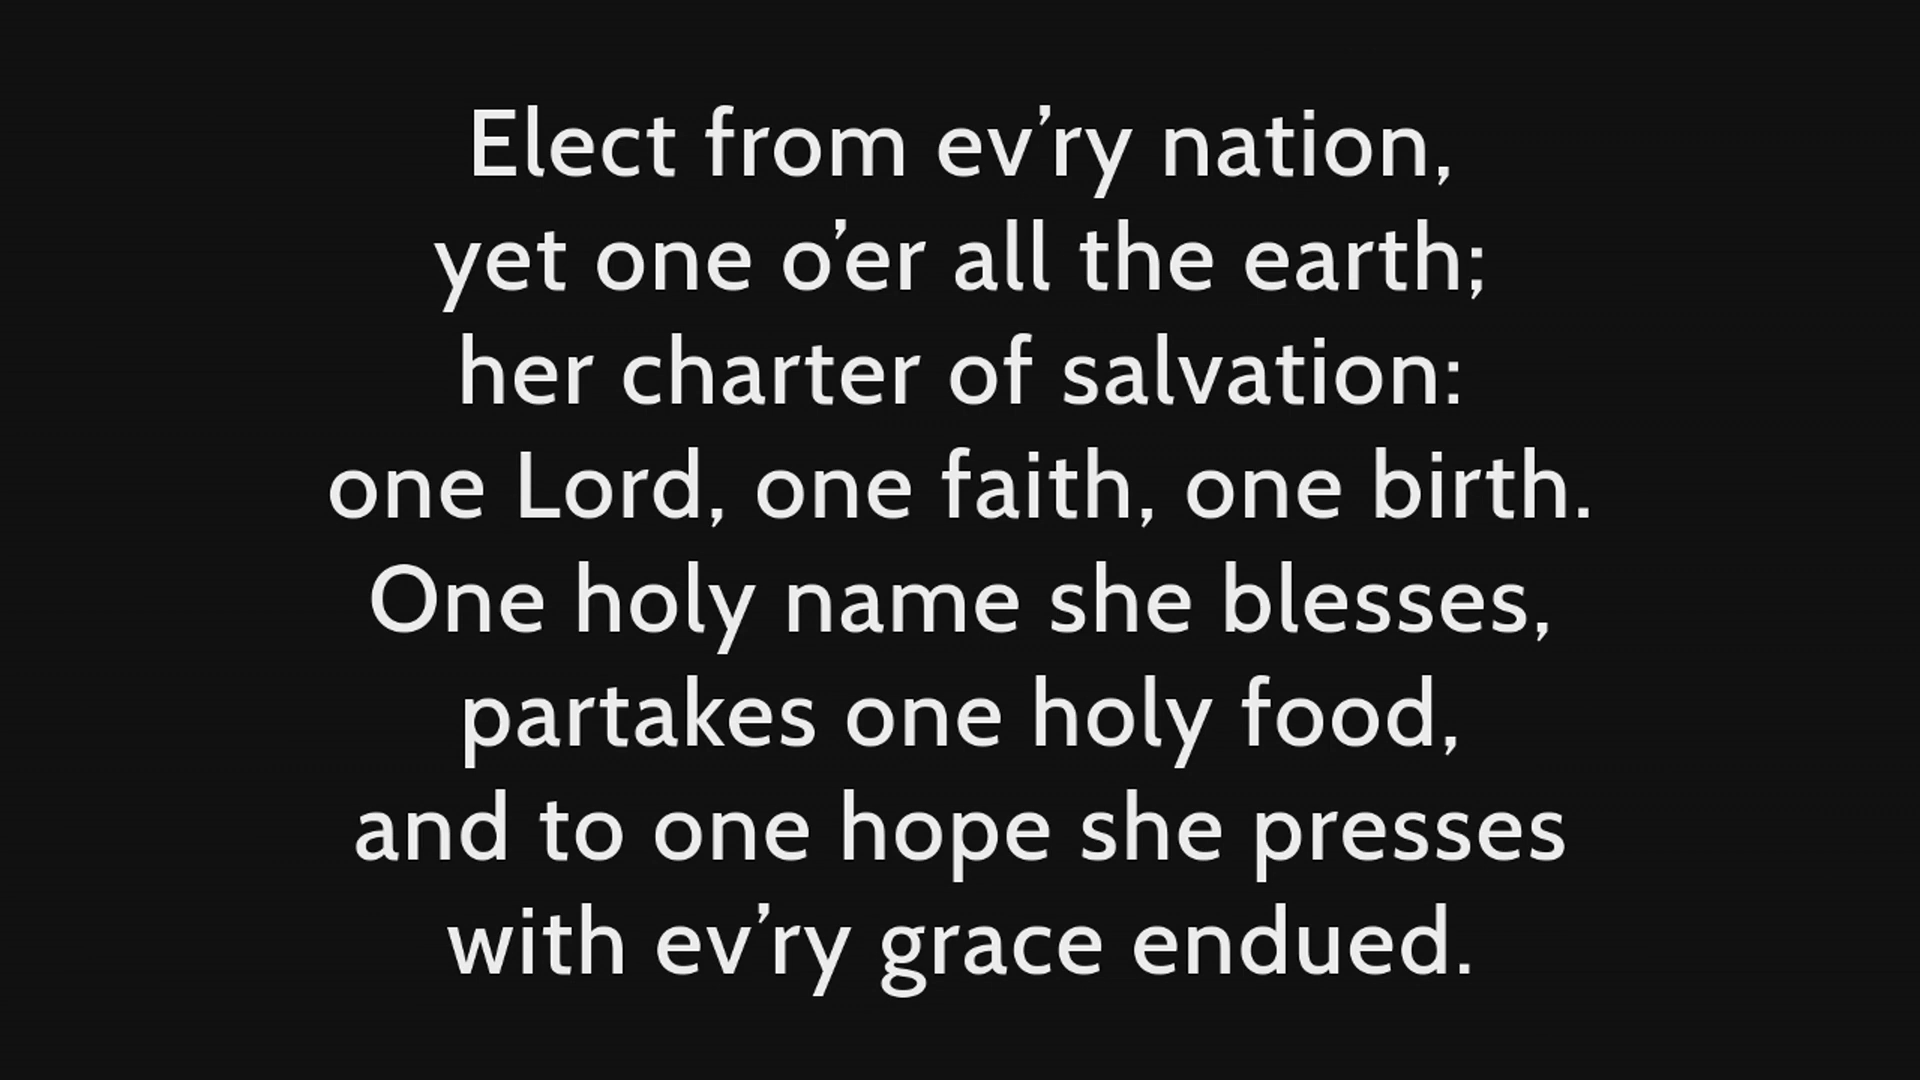 Elect from ev’ry nation,
yet one o’er all the earth;
her charter of salvation:
one Lord, one faith, one birth.
One holy name she blesses,
partakes one holy food,
and to one hope she presses
with ev’ry grace endued.